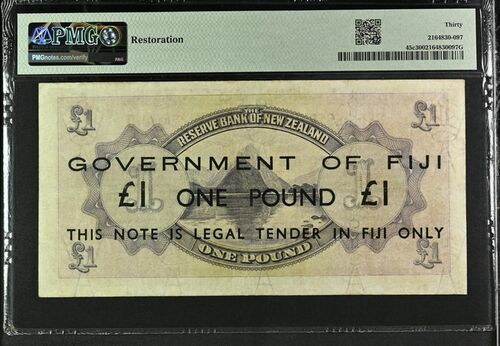 PMG
PMGnotes.com/verify
Restoration
Thirty
2164830-097
45c3002164830097G
£1 £1
THE
RESERVE BANK OF NEW ZEALAND
GOVERNMENT OF FIJI
£1 ONE POUND £1
THIS NOTE IS LEGAL TENDER IN FIJI ONLY
£1 ONE POUND £1